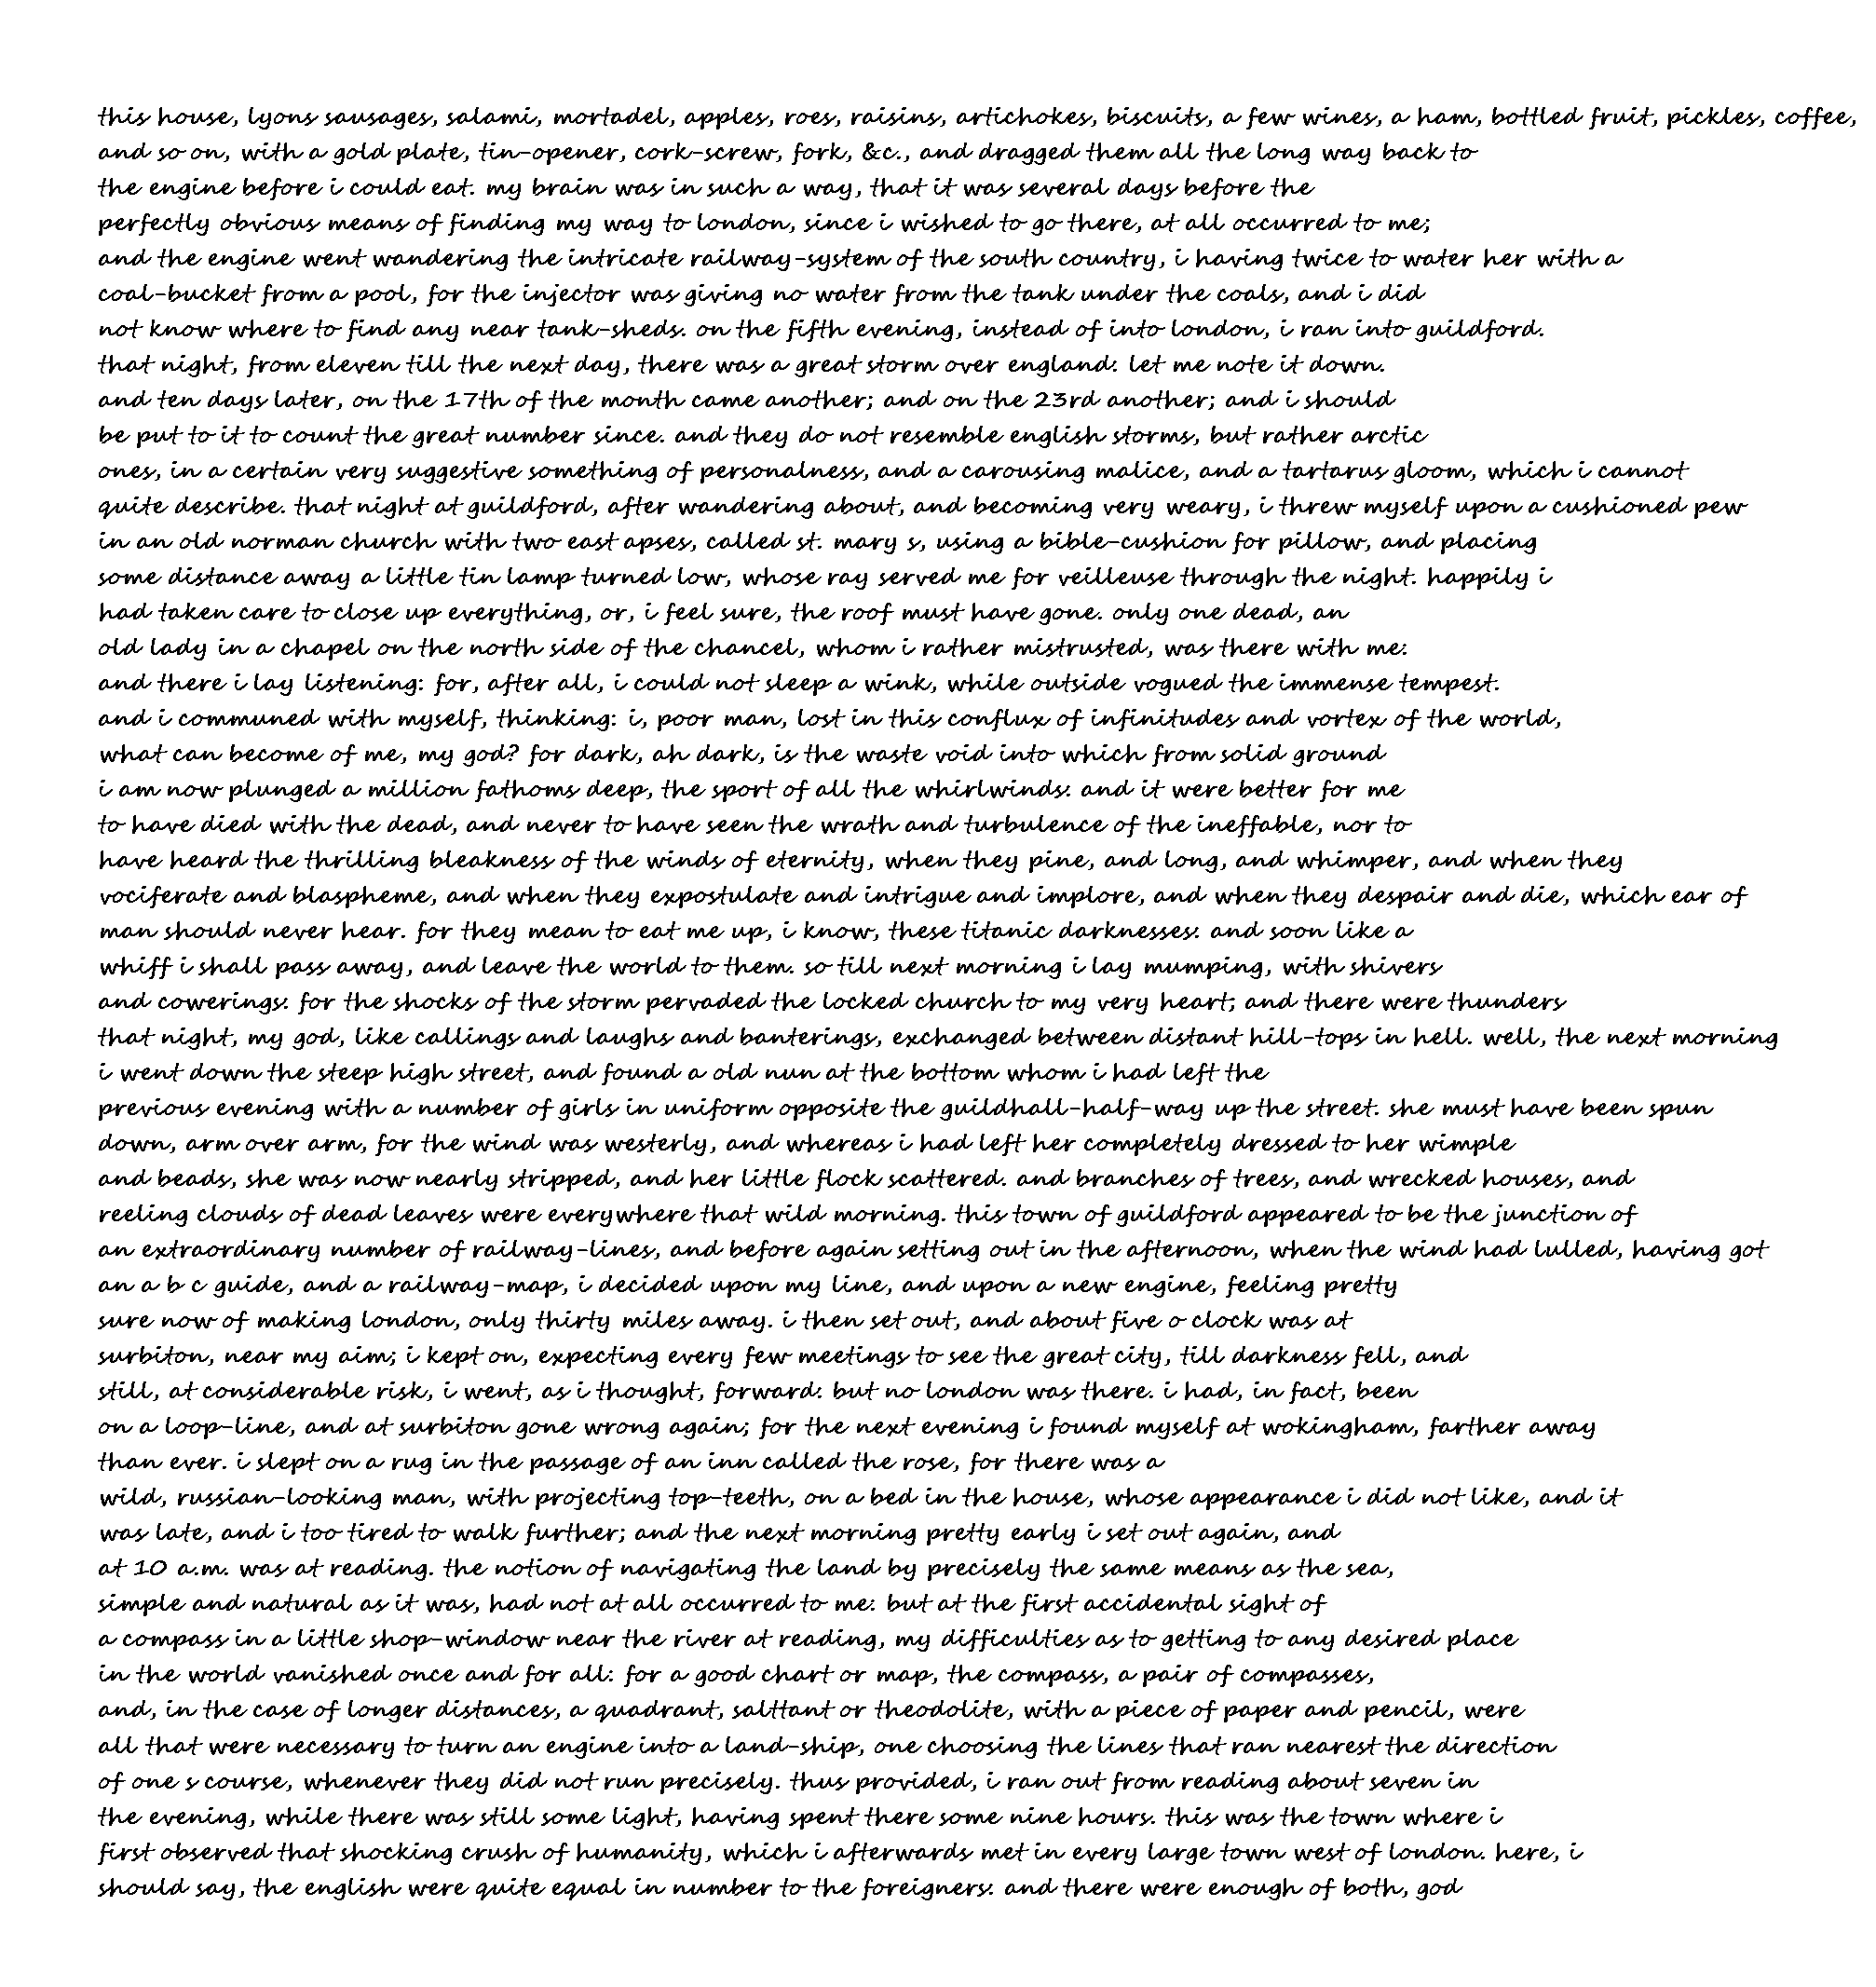 this house, lyons sausages, salami, mortadel, apples, roes, raisins, artichokes, biscuits, a few wines, a ham, bottled fruit, pickles, coffee,
and so on, with a gold plate, tin-opener, cork-screw, fork, &c., and dragged them all the long way back to
the engine before i could eat. my brain was in such a way, that it was several days before the
perfectly obvious means of finding my way to london, since i wished to go there, at all occurred to me;
and the engine went wandering the intricate railway-system of the south country, i having twice to water her with a
coal-bucket from a pool, for the injector was giving no water from the tank under the coals, and i did
not know where to find any near tank-sheds. on the fifth evening, instead of into london, i ran into guildford.
that night, from eleven till the next day, there was a great storm over england: let me note it down.
and ten days later, on the 17th of the month came another; and on the 23rd another; and i should
be put to it to count the great number since. and they do not resemble english storms, but rather arctic
ones, in a certain very suggestive something of personalness, and a carousing malice, and a tartarus gloom, which i cannot
quite describe. that night at guildford, after wandering about, and becoming very weary, i threw myself upon a cushioned pew
in an old norman church with two east apses, called st. mary s, using a bible-cushion for pillow, and placing
some distance away a little tin lamp turned low, whose ray served me for veilleuse through the night. happily i
had taken care to close up everything, or, i feel sure, the roof must have gone. only one dead, an
old lady in a chapel on the north side of the chancel, whom i rather mistrusted, was there with me:
and there i lay listening: for, after all, i could not sleep a wink, while outside vogued the immense tempest.
and i communed with myself, thinking: i, poor man, lost in this conflux of infinitudes and vortex of the world,
what can become of me, my god? for dark, ah dark, is the waste void into which from solid ground
i am now plunged a million fathoms deep, the sport of all the whirlwinds: and it were better for me
to have died with the dead, and never to have seen the wrath and turbulence of the ineffable, nor to
have heard the thrilling bleakness of the winds of eternity, when they pine, and long, and whimper, and when they
vociferate and blaspheme, and when they expostulate and intrigue and implore, and when they despair and die, which ear of
man should never hear. for they mean to eat me up, i know, these titanic darknesses: and soon like a
whiff i shall pass away, and leave the world to them. so till next morning i lay mumping, with shivers
and cowerings: for the shocks of the storm pervaded the locked church to my very heart; and there were thunders
that night, my god, like callings and laughs and banterings, exchanged between distant hill-tops in hell. well, the next morning
i went down the steep high street, and found a old nun at the bottom whom i had left the
previous evening with a number of girls in uniform opposite the guildhall-half-way up the street. she must have been spun
down, arm over arm, for the wind was westerly, and whereas i had left her completely dressed to her wimple
and beads, she was now nearly stripped, and her little flock scattered. and branches of trees, and wrecked houses, and
reeling clouds of dead leaves were everywhere that wild morning. this town of guildford appeared to be the junction of
an extraordinary number of railway-lines, and before again setting out in the afternoon, when the wind had lulled, having got
an a b c guide, and a railway-map, i decided upon my line, and upon a new engine, feeling pretty
sure now of making london, only thirty miles away. i then set out, and about five o clock was at
surbiton, near my aim; i kept on, expecting every few meetings to see the great city, till darkness fell, and
still, at considerable risk, i went, as i thought, forward: but no london was there. i had, in fact, been
on a loop-line, and at surbiton gone wrong again; for the next evening i found myself at wokingham, farther away
than ever. i slept on a rug in the passage of an inn called the rose, for there was a
wild, russian-looking man, with projecting top-teeth, on a bed in the house, whose appearance i did not like, and it
was late, and i too tired to walk further; and the next morning pretty early i set out again, and
at 10 a.m. was at reading. the notion of navigating the land by precisely the same means as the sea,
simple and natural as it was, had not at all occurred to me: but at the first accidental sight of
a compass in a little shop-window near the river at reading, my difficulties as to getting to any desired place
in the world vanished once and for all: for a good chart or map, the compass, a pair of compasses,
and, in the case of longer distances, a quadrant, salttant or theodolite, with a piece of paper and pencil, were
all that were necessary to turn an engine into a land-ship, one choosing the lines that ran nearest the direction
of one s course, whenever they did not run precisely. thus provided, i ran out from reading about seven in
the evening, while there was still some light, having spent there some nine hours. this was the town where i
first observed that shocking crush of humanity, which i afterwards met in every large town west of london. here, i
should say, the english were quite equal in number to the foreigners: and there were enough of both, god